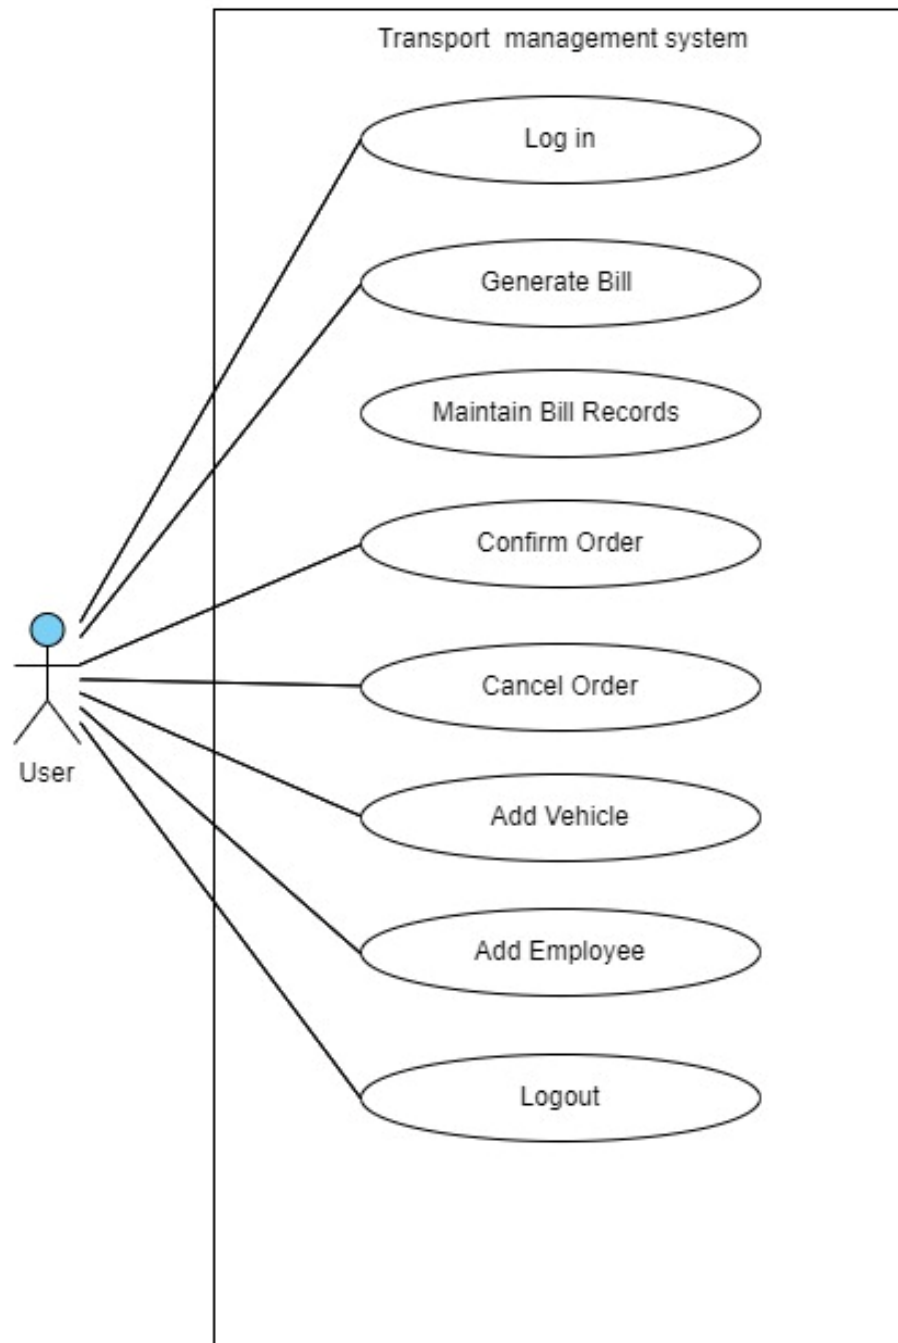 Transport management system
Log in
Generate Bill
Maintain Bill Records
Confirm Order
Cancel Order
User
Add Vehicle
Add Employee
Logout